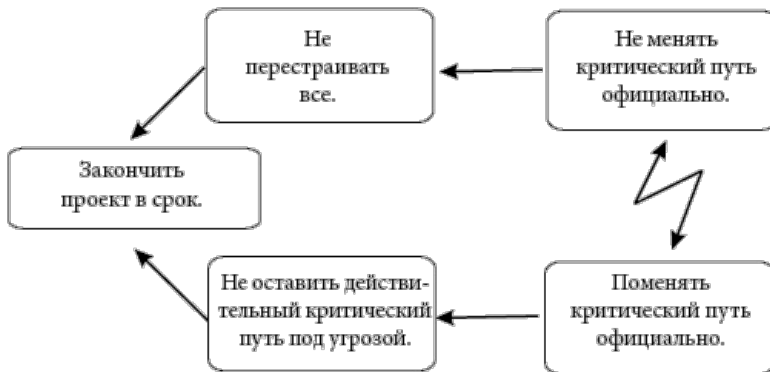 Не
перестраивать
все.
Не менять
критический путь
официально.
Закончить
проект в срок.
Не оставить действи-
тельный критический
путь под угрозой.
Поменять
критический путь
официально.